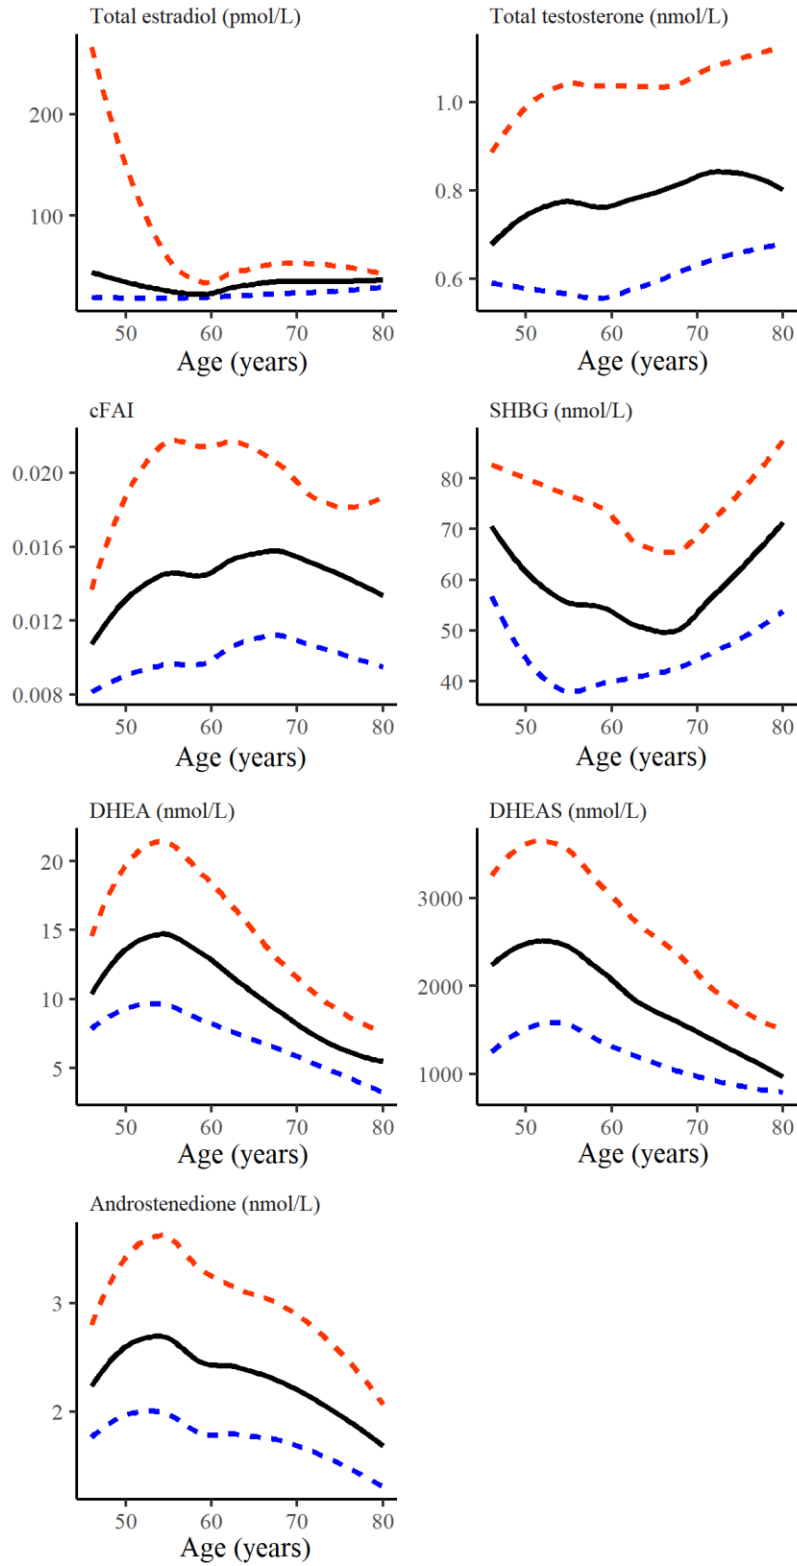 Total estradiol (pmol/L)
200
100
50 60 70 80
Age (years)
Total testosterone (nmol/L)
1.0
0.8
0.6
50 60 70 80
Age (years)
cFAI
0.020
0.016
0.012
0.008
50 60 70 80
Age (years)
SHBG (nmol/L)
80
70
60
50
40
50 60 70 80
Age (years)
DHEA (nmol/L)
20
15
10
5
50 60 70 80
Age (years)
DHEAS (nmol/L)
3000
2000
1000
50 60 70 80
Age (years)
Androstenedione (nmol/L)
3
2
50 60 70 80
Age (years)